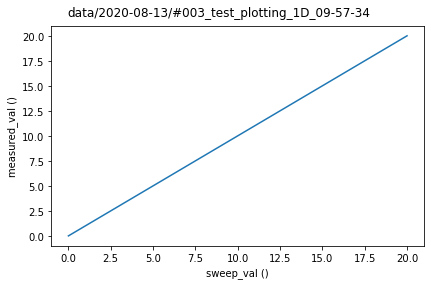 data/2020-08-13/#003_test_plotting_1D_09-57-34
20.0
17.5
15.0
12.5
10.0
7.5
5.0
2.5
0.0
measured_val ()
0.0 2.5 5.0 7.5 10.0 12.5 15.0 17.5 20.0
sweep_val ()